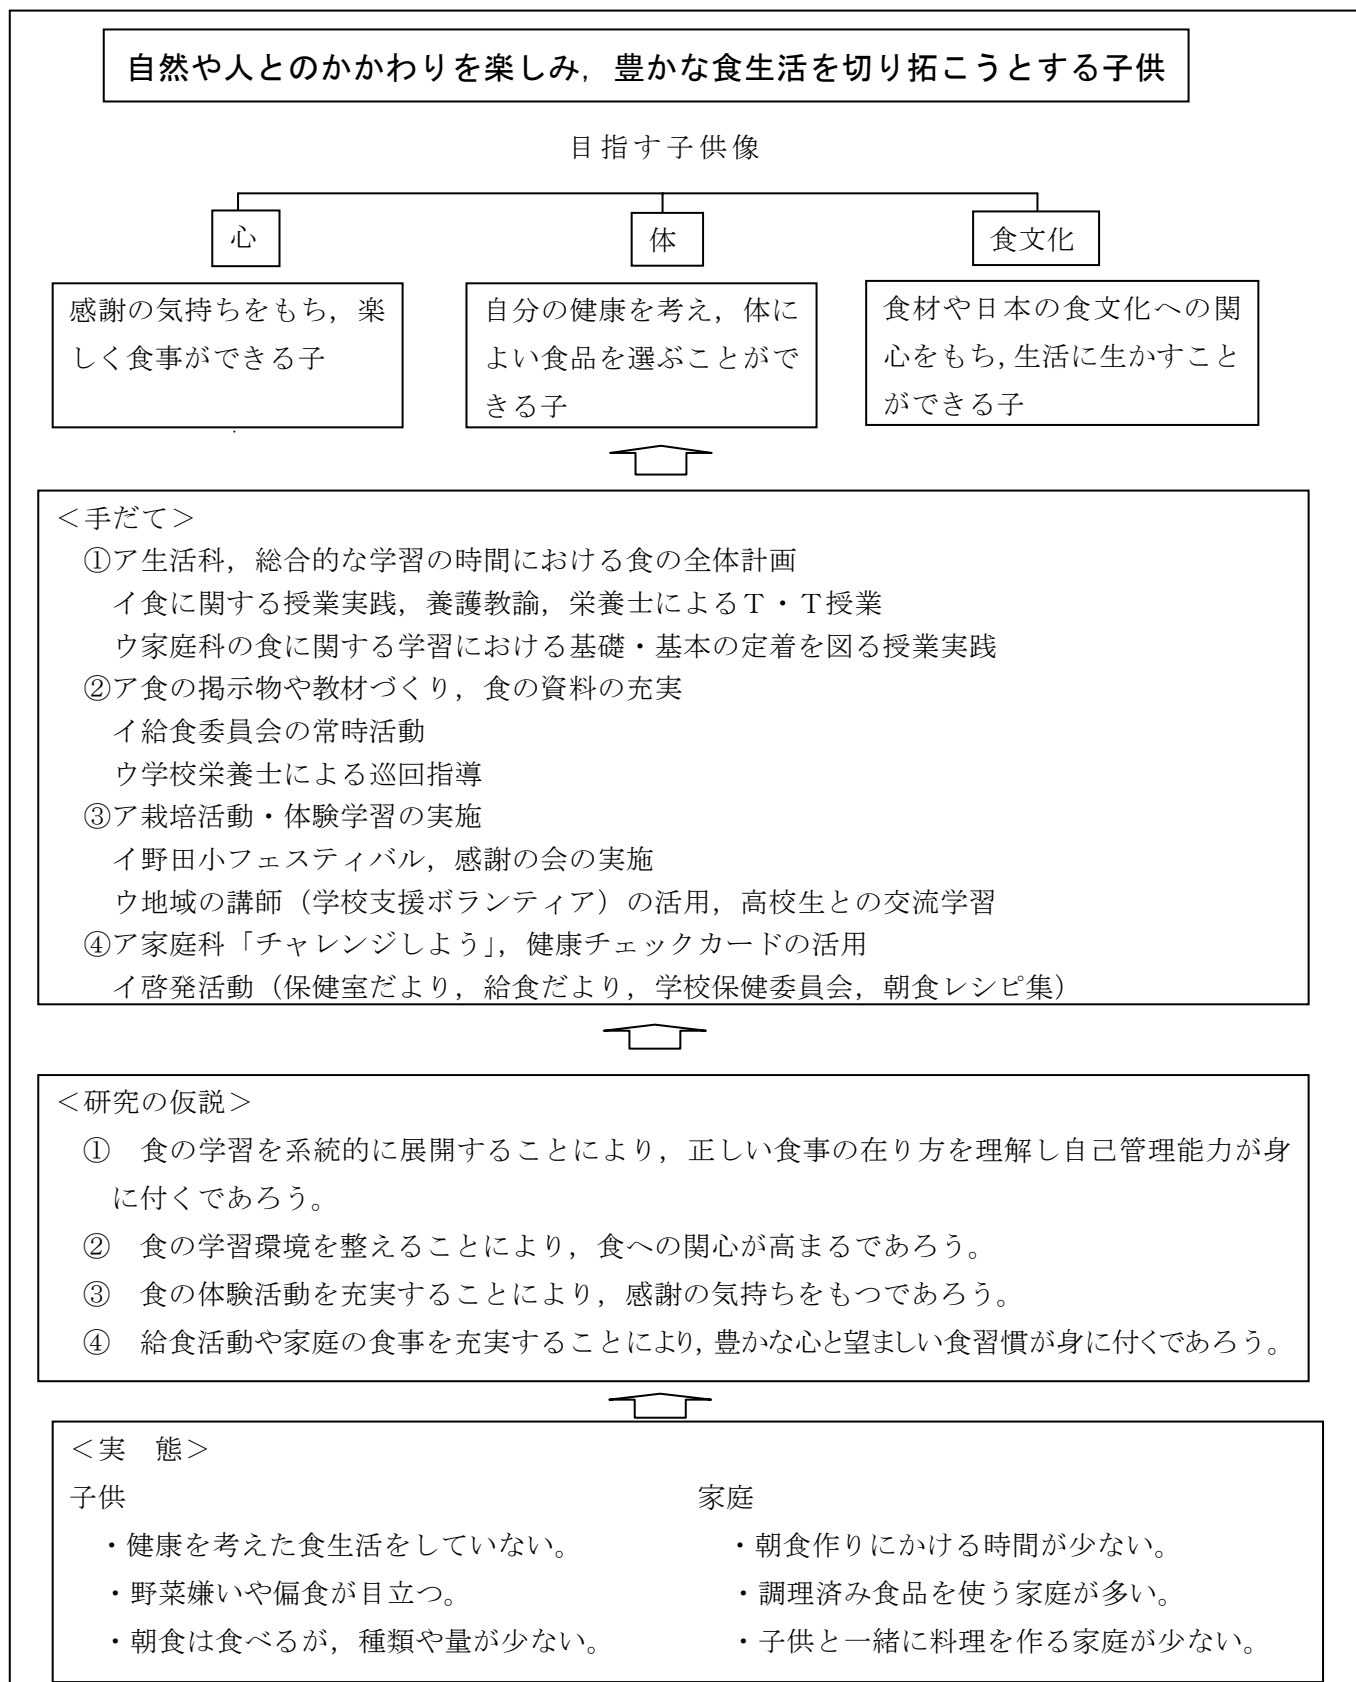 自然や人とのかかわりを楽しみ，豊かな食生活を切り拓こうとする子供
目指す子供像
心
体
食文化
感謝の気持ちをもち，楽
しく食事ができる子
自分の健康を考え，体に
よい食品を選ぶことがで
きる子
食材や日本の食文化への関
心をもち，生活に生かすこと
ができる子
＜手だて＞
①ア生活科，総合的な学習の時間における食の全体計画
イ食に関する授業実践，養護教諭，栄養士によるＴ・Ｔ授業
ウ家庭科の食に関する学習における基礎・基本の定着を図る授業実践
②ア食の掲示物や教材づくり，食の資料の充実
イ給食委員会の常時活動
ウ学校栄養士による巡回指導
③ア栽培活動・体験学習の実施
イ野田小フェスティバル，感謝の会の実施
ウ地域の講師（学校支援ボランティア）の活用，高校生との交流学習
④ア家庭科「チャレンジしよう」，健康チェックカードの活用
イ啓発活動（保健室だより，給食だより，学校保健委員会，朝食レシピ集）
＜研究の仮説＞
①　食の学習を系統的に展開することにより，正しい食事の在り方を理解し自己管理能力が身
に付くであろう。
②　食の学習環境を整えることにより，食への関心が高まるであろう。
③　食の体験活動を充実することにより，感謝の気持ちをもつであろう。
④　給食活動や家庭の食事を充実することにより，豊かな心と望ましい食習慣が身に付くであろう。
＜実　態＞
子供
・健康を考えた食生活をしていない。
・野菜嫌いや偏食が目立つ。
・朝食は食べるが，種類や量が少ない。
家庭
・朝食作りにかける時間が少ない。
・調理済み食品を使う家庭が多い。
・子供と一緒に料理を作る家庭が少ない。